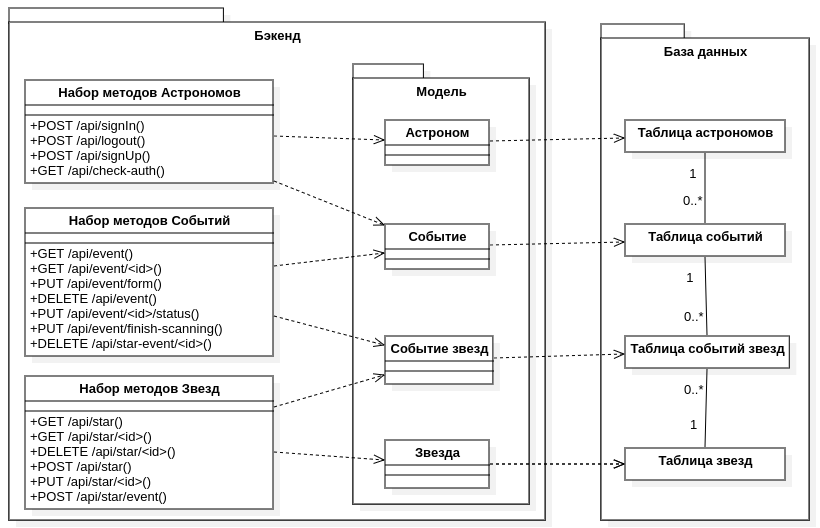 Бэкенд
Набор методов Астрономов
+POST /api/signIn()
+POST /api/logout()
+POST /api/signUp()
+GET /api/check-auth()
Набор методов Событий
+GET /api/event()
+GET /api/event/<id>()
+PUT /api/event/form()
+DELETE /api/event()
+PUT /api/event/<id>/status()
+PUT /api/event/finish-scanning()
+DELETE /api/star-event/<id>()
Набор методов Звезд
+GET /api/star()
+GET /api/star/<id>()
+DELETE /api/star/<id>()
+POST /api/star()
+PUT /api/star/<id>()
+POST /api/star/event()
Модель
Астроном
Событие
Событие звезд
Звезда
База данных
Таблица астрономов
1
0..*
Таблица событий
1
0..*
Таблица событий звезд
0..*
1
Таблица звезд